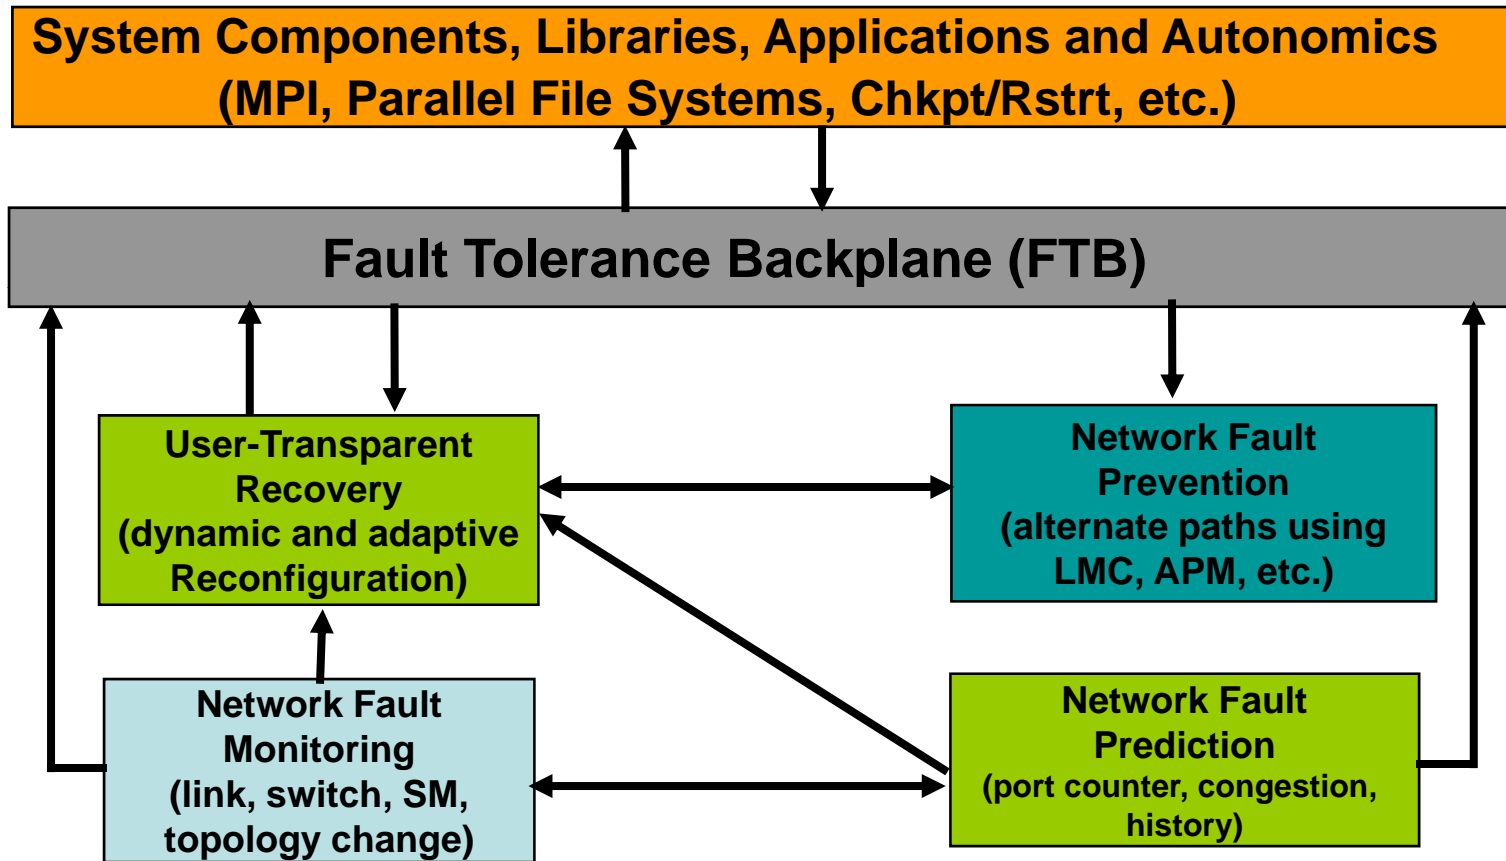 System Components, Libraries, Applications and Autonomics
(MPI, Parallel File Systems, Chkpt/Rstrt, etc.)
Fault Tolerance Backplane (FTB)
User-Transparent
Recovery
(dynamic and adaptive
Reconfiguration)
Network Fault
Prevention
(alternate paths using
LMC, APM, etc.)
Network Fault
Monitoring
(link, switch, SM,
topology change)
Network Fault
Prediction
(port counter, congestion,
history)